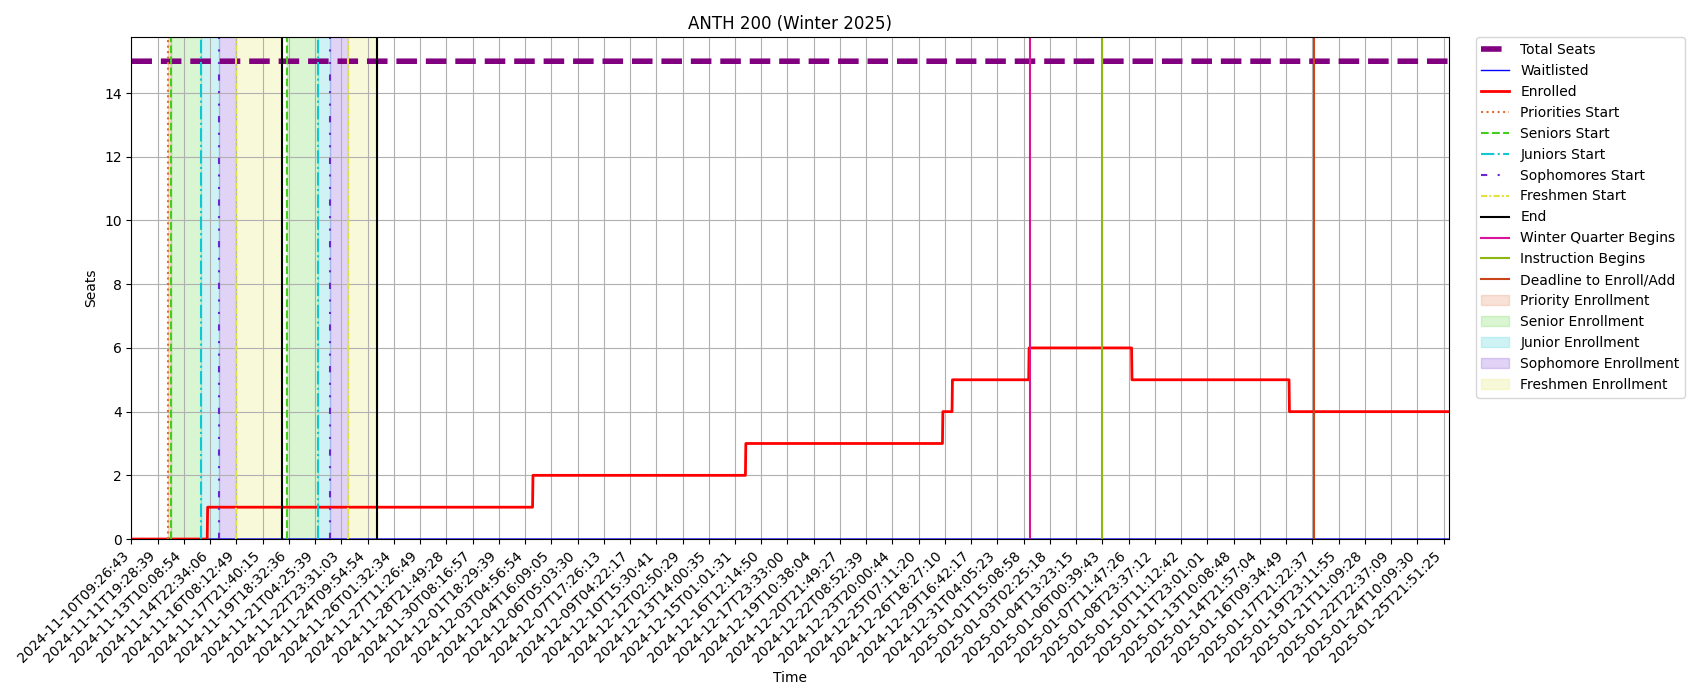 ANTH 200 (Winter 2025)
Seats
14
12
10
8
6
4
2
0
2024-11-10T09:26:43
2024-11-11T19:28:39
2024-11-13T10:08:54
2024-11-14T22:34:06
2024-11-16T08:12:49
2024-11-17T21:40:15
2024-11-19T18:32:36
2024-11-21T04:25:39
2024-11-22T23:31:03
2024-11-24T09:54:54
2024-11-26T01:32:34
2024-11-27T11:26:49
2024-11-28T21:49:28
2024-11-30T08:16:57
2024-12-01T18:29:39
2024-12-03T04:56:54
2024-12-04T16:09:05
2024-12-06T05:03:30
2024-12-07T17:26:13
2024-12-09T04:22:17
2024-12-10T15:30:41
2024-12-12T02:50:29
2024-12-13T14:00:35
2024-12-15T01:01:31
2024-12-16T12:14:50
2024-12-17T23:33:00
2024-12-19T10:38:04
2024-12-20T21:49:27
2024-12-22T08:52:39
2024-12-23T20:00:44
2024-12-25T07:11:20
2024-12-26T18:27:10
2024-12-29T16:42:17
2024-12-31T04:05:23
2025-01-01T15:08:58
2025-01-03T02:25:18
2025-01-04T13:23:15
2025-01-06T00:39:43
2025-01-07T11:47:26
2025-01-08T23:37:12
2025-01-10T11:12:42
2025-01-11T23:01:01
2025-01-13T10:08:48
2025-01-14T21:57:04
2025-01-16T09:34:49
2025-01-17T21:22:37
2025-01-19T23:11:55
2025-01-21T11:09:28
2025-01-22T22:37:09
2025-01-24T10:09:30
2025-01-25T21:51:25
Time
Total Seats
Waitlisted
Enrolled
Priorities Start
Seniors Start
Juniors Start
Sophomores Start
Freshmen Start
End
Winter Quarter Begins
Instruction Begins
Deadline to Enroll/Add
Priority Enrollment
Senior Enrollment
Junior Enrollment
Sophomore Enrollment
Freshmen Enrollment